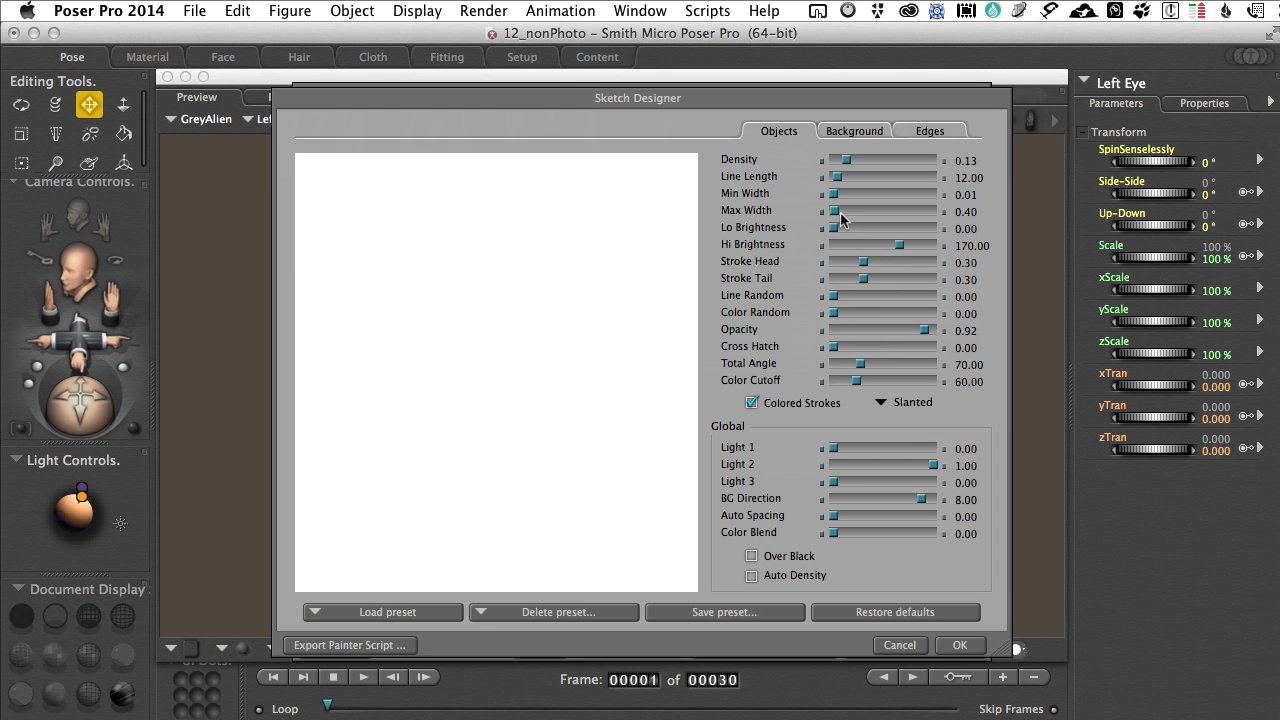 Poser Pro 2014 File Edit Figure Object Display Render Animation Window Scripts Help
12_nonPhoto - Smith Micro Poser Pro (64-bit)
Pose Material Face Hair Cloth Fitting Setup Content
Editing Tools.
Camera Controls.
Light Controls.
Document Display
Preview
GreyAlien
Sketch Designer
Objects Background Edges
Density 0.13
Line Length 12.00
Min Width 0.01
Max Width 0.40
Lo Brightness 0.00
Hi Brightness 170.00
Stroke Head 0.30
Stroke Tail 0.30
Line Random 0.00
Color Random 0.00
Opacity 0.92
Cross Hatch 0.00
Total Angle 70.00
Color Cutoff 60.00
Colored Strokes Slanted
Global
Light 1 0.00
Light 2 1.00
Light 3 0.00
BG Direction 8.00
Auto Spacing 0.00
Color Blend 0.00
Over Black
Auto Density
Load preset Delete preset... Save preset... Restore defaults
Export Painter Script ... Cancel OK
Frame: 00001 of 00030
Loop Skip Frames
Left Eye
Parameters Properties
Transform
SpinSenselessly
0 °
Side-Side 0 °
0 °
Up-Down 0 °
0 °
Scale 100 %
100 %
xScale
100 %
yScale
100 %
zScale
100 %
xTran 0.000
0.000
yTran 0.000
0.000
zTran 0.000
0.000